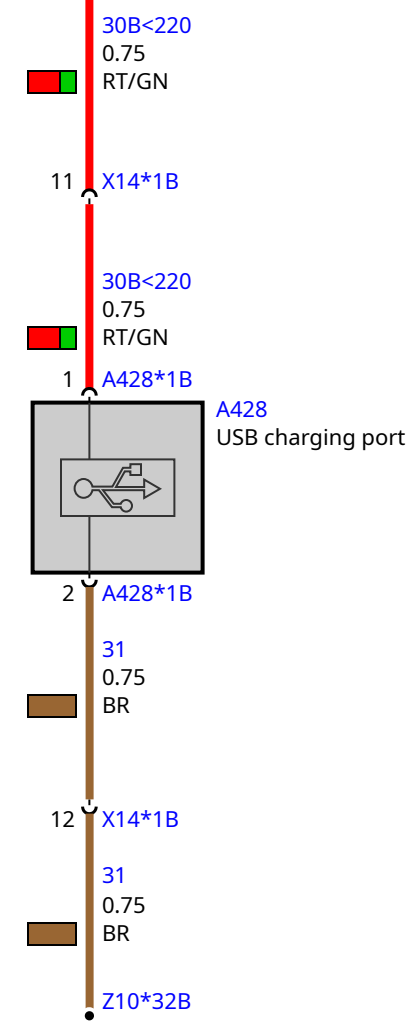 30B<220
0.75
RT/GN
11 X14*1B
30B<220
0.75
RT/GN
1 A428*1B
A428
USB charging port
2 A428*1B
31
0.75
BR
12 X14*1B
31
0.75
BR
Z10*32B